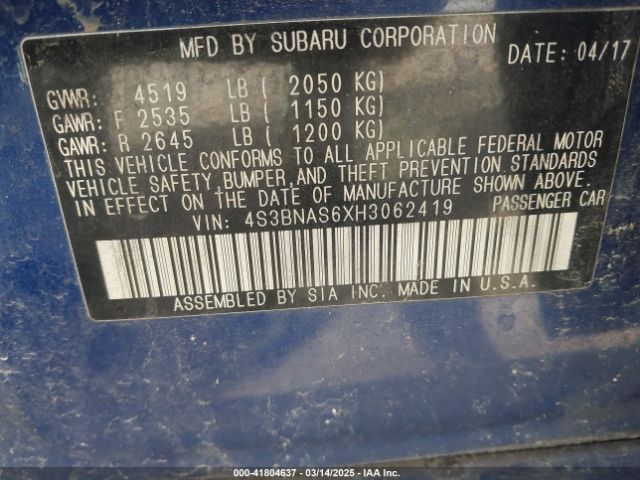 MFD BY SUBARU CORPORATION DATE: 04/17
GVWR: 4519 LB ( 2050 KG)
GAWR: F 2535 LB ( 1150 KG)
GAWR: R 2645 LB ( 1200 KG)
THIS VEHICLE CONFORMS TO ALL APPLICABLE FEDERAL MOTOR
VEHICLE SAFETY, BUMPER, AND THEFT PREVENTION STANDARDS
IN EFFECT ON THE DATE OF MANUFACTURE SHOWN ABOVE.
VIN: 4S3BNAS6XH3062419 PASSENGER CAR
ASSEMBLED BY SIA INC. MADE IN U.S.A.
000-41804637 - 03/14/2025 - IAA Inc.